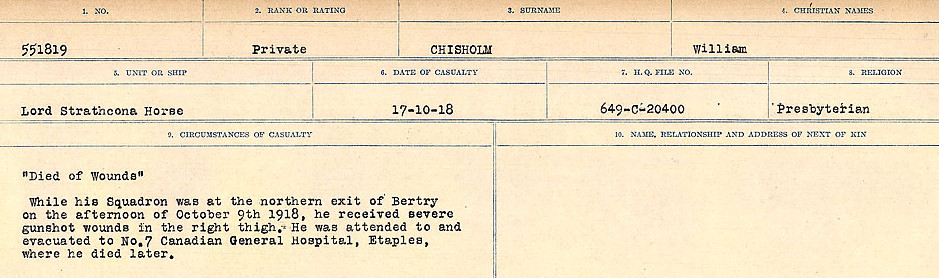 1. NO. 2. RANK OR RATING 3. SURNAME 4. CHRISTIAN NAMES
551819 Private CHISHOLM William
5. UNIT OR SHIP 6. DATE OF CASUALTY 7. H. Q. FILE NO. 8. RELIGION
Lord Strathcona Horse 17-10-18 649-C-20400 Presbyterian
9. CIRCUMSTANCES OF CASUALTY 10. NAME, RELATIONSHIP AND ADDRESS OF NEXT OF KIN
"Died of Wounds"
While his Squadron was at the northern exit of Bertry
on the afternoon of October 9th 1918, he received severe
gunshot wounds in the right thigh. He was attended to and
evacuated to No.7 Canadian General Hospital, Etaples,
where he died later.